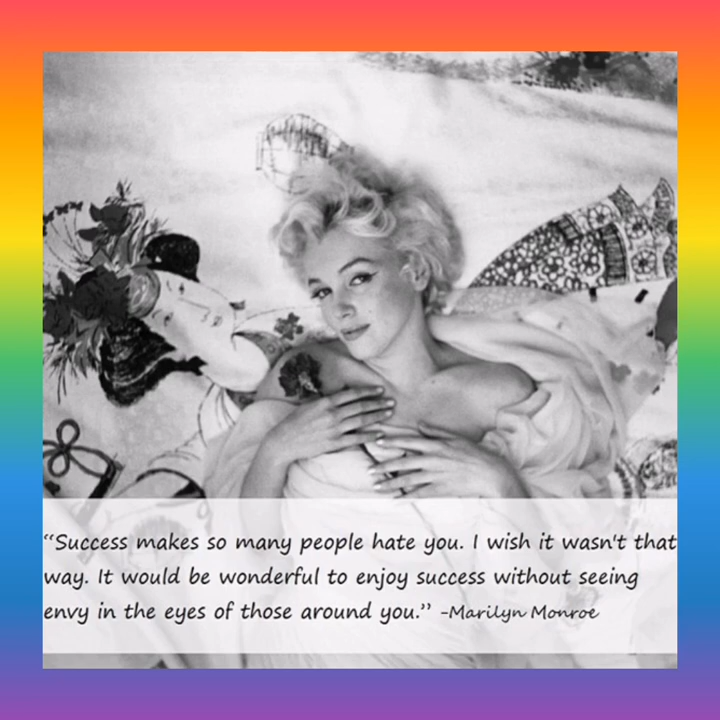 “Success makes so many people hate you. I wish it wasn't that
way. It would be wonderful to enjoy success without seeing
envy in the eyes of those around you.” -Marilyn Monroe